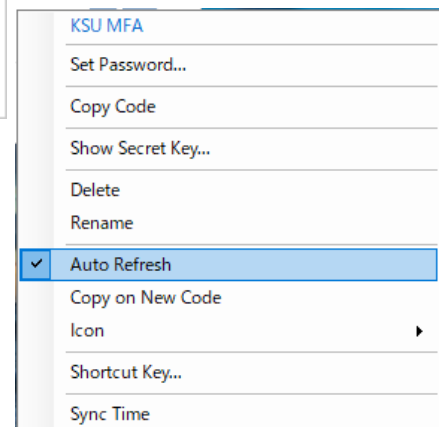 KSU MFA
Set Password...
Copy Code
Show Secret Key...
Delete
Rename
Auto Refresh
Copy on New Code
Icon
Shortcut Key...
Sync Time